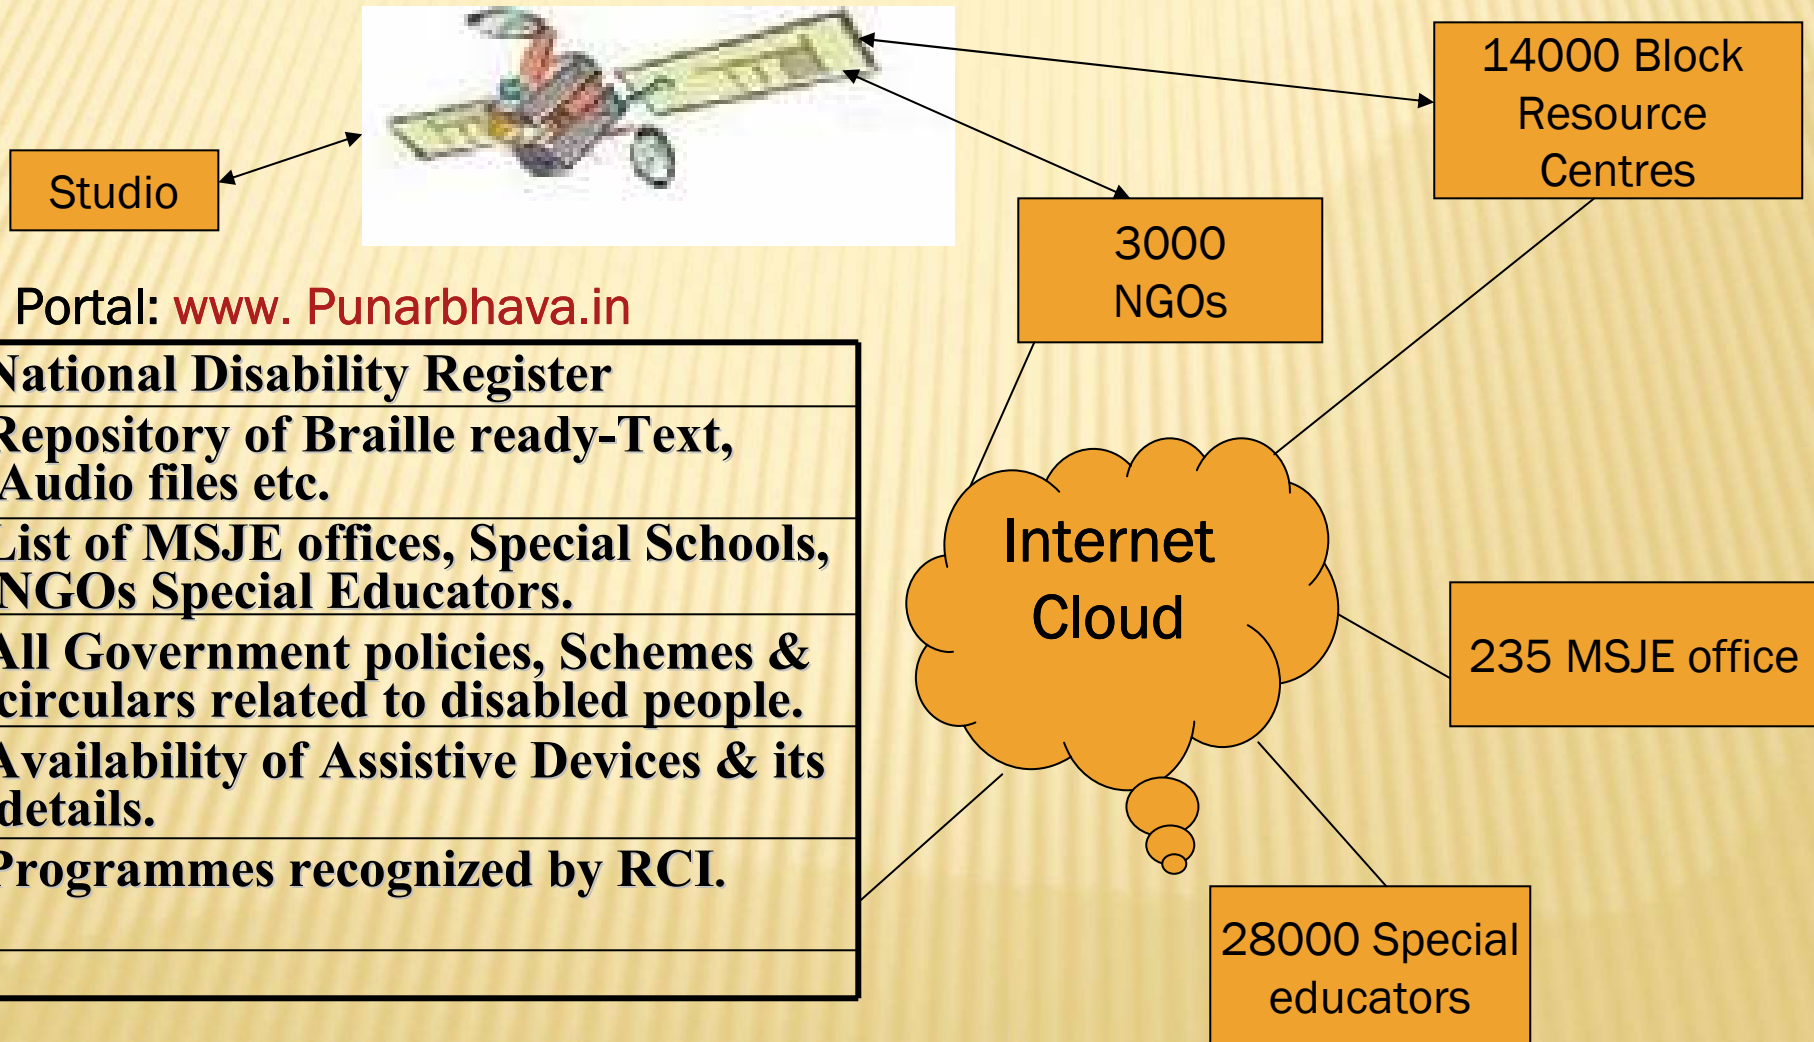 14000 Block
Resource
Centres
Studio
3000
NGOs
Portal: www. Punarbhava.in
National Disability Register
Repository of Braille ready-Text,
Audio files etc.
List of MSJE offices, Special Schools,
NGOs Special Educators.
All Government policies, Schemes &
circulars related to disabled people.
Availability of Assistive Devices & its
details.
Programmes recognized by RCI.
Internet
Cloud
235 MSJE office
28000 Special
educators